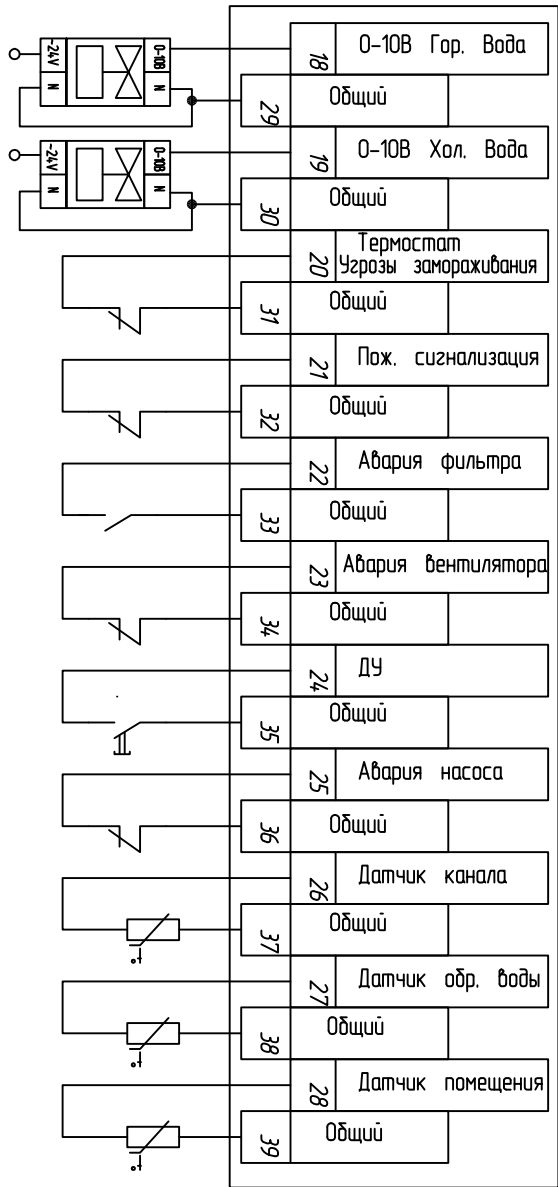 ~24V
N
0-10В
N
18
0-10В Гор. Вода
29
Общий
~24V
N
0-10В
N
19
0-10В Хол. Вода
30
Общий
20
Термостат
Угрозы замораживания
31
Общий
21
Пож. сигнализация
32
Общий
22
Авария фильтра
33
Общий
23
Авария вентилятора
34
Общий
24
ДУ
35
Общий
25
Авария насоса
36
Общий
26
Датчик канала
37
Общий
t°
27
Датчик обр. воды
38
Общий
t°
28
Датчик помещения
39
Общий
t°